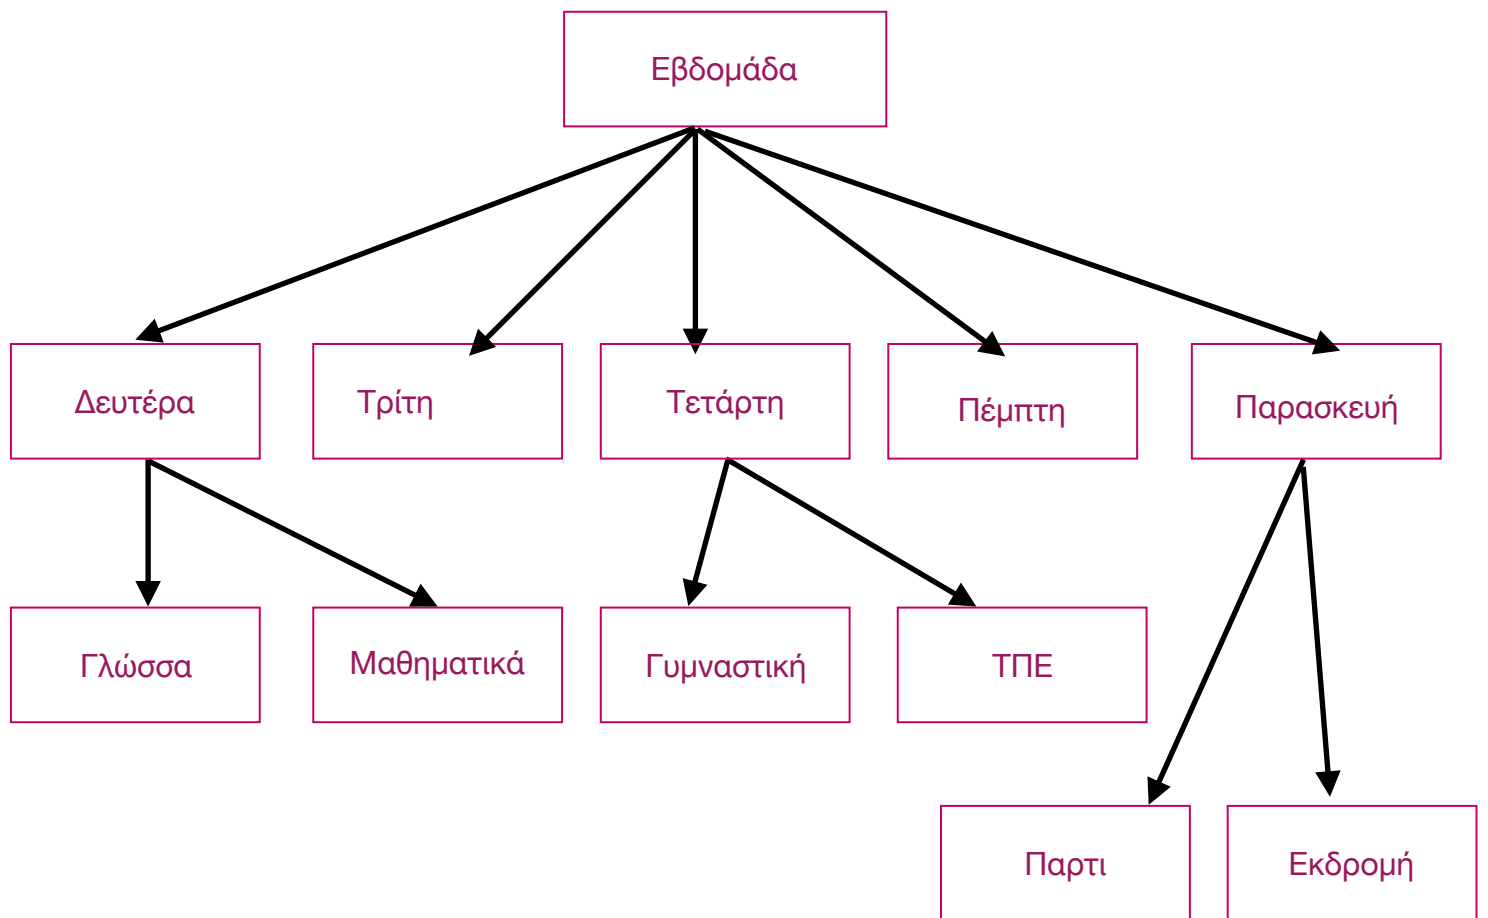 Εβδομάδα
Δευτέρα
Τρίτη
Τετάρτη
Πέμπτη
Παρασκευή
Γλώσσα
Μαθηματικά
Γυμναστική
ΤΠΕ
Παρτι
Εκδρομή